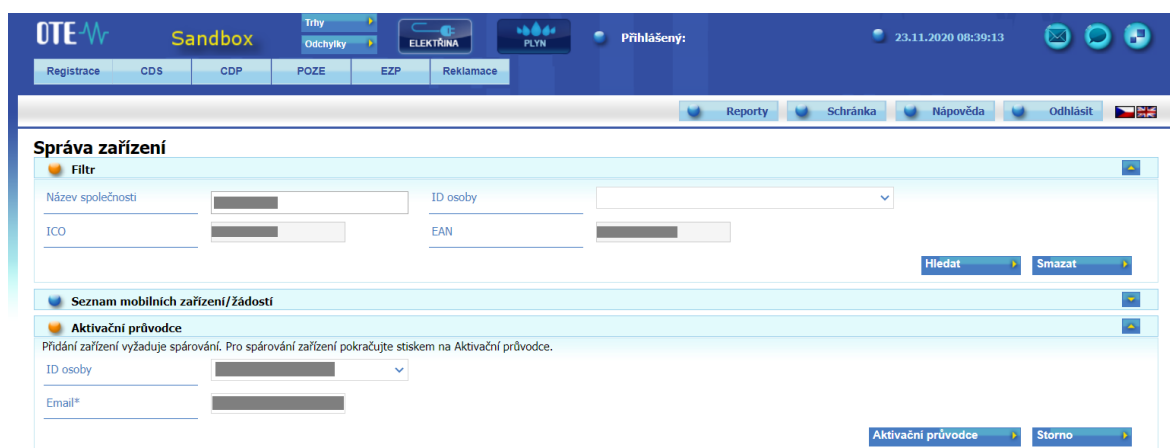 OTE Sandbox Trhy Odchylky ELEKTŘINA PLYN Přihlášený: 23.11.2020 08:39:13
Registrace CDS CDP POZE EZP Reklamace
Reporty Schránka Nápověda Odhlásit
Správa zařízení
Filtr
Název společnosti ID osoby
ICO EAN
Hledat Smazat
Seznam mobilních zařízení/žádostí
Aktivační průvodce
Přidání zařízení vyžaduje spárování. Pro spárování zařízení pokračujte stiskem na Aktivační průvodce.
ID osoby
Email*
Aktivační průvodce Storno